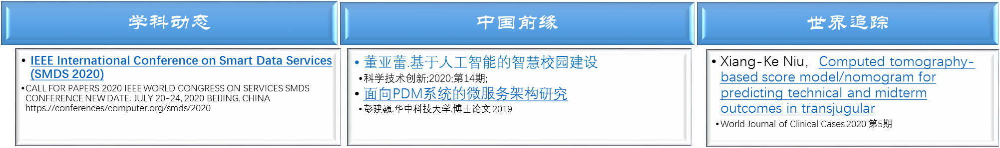 学科动态
• IEEE International Conference on Smart Data Services
(SMDS 2020)
•CALL FOR PAPERS 2020 IEEE WORLD CONGRESS ON SERVICES SMDS
CONFERENCE NEW DATE: JULY 20-24, 2020 BEIJING, CHINA
https://conferences/computer.org/smds/2020
中国前缘
• 董亚蕾.基于人工智能的智慧校园建设
•科学技术创新;2020;第14期;
• 面向PDM系统的微服务架构研究
•彭建巍.华中科技大学,博士论文 2019
世界追踪
• Xiang-Ke Niu，Computed tomography-
based score model/nomogram for
predicting technical and midterm
outcomes in transjugular
•World Journal of Clinical Cases 2020 第5期